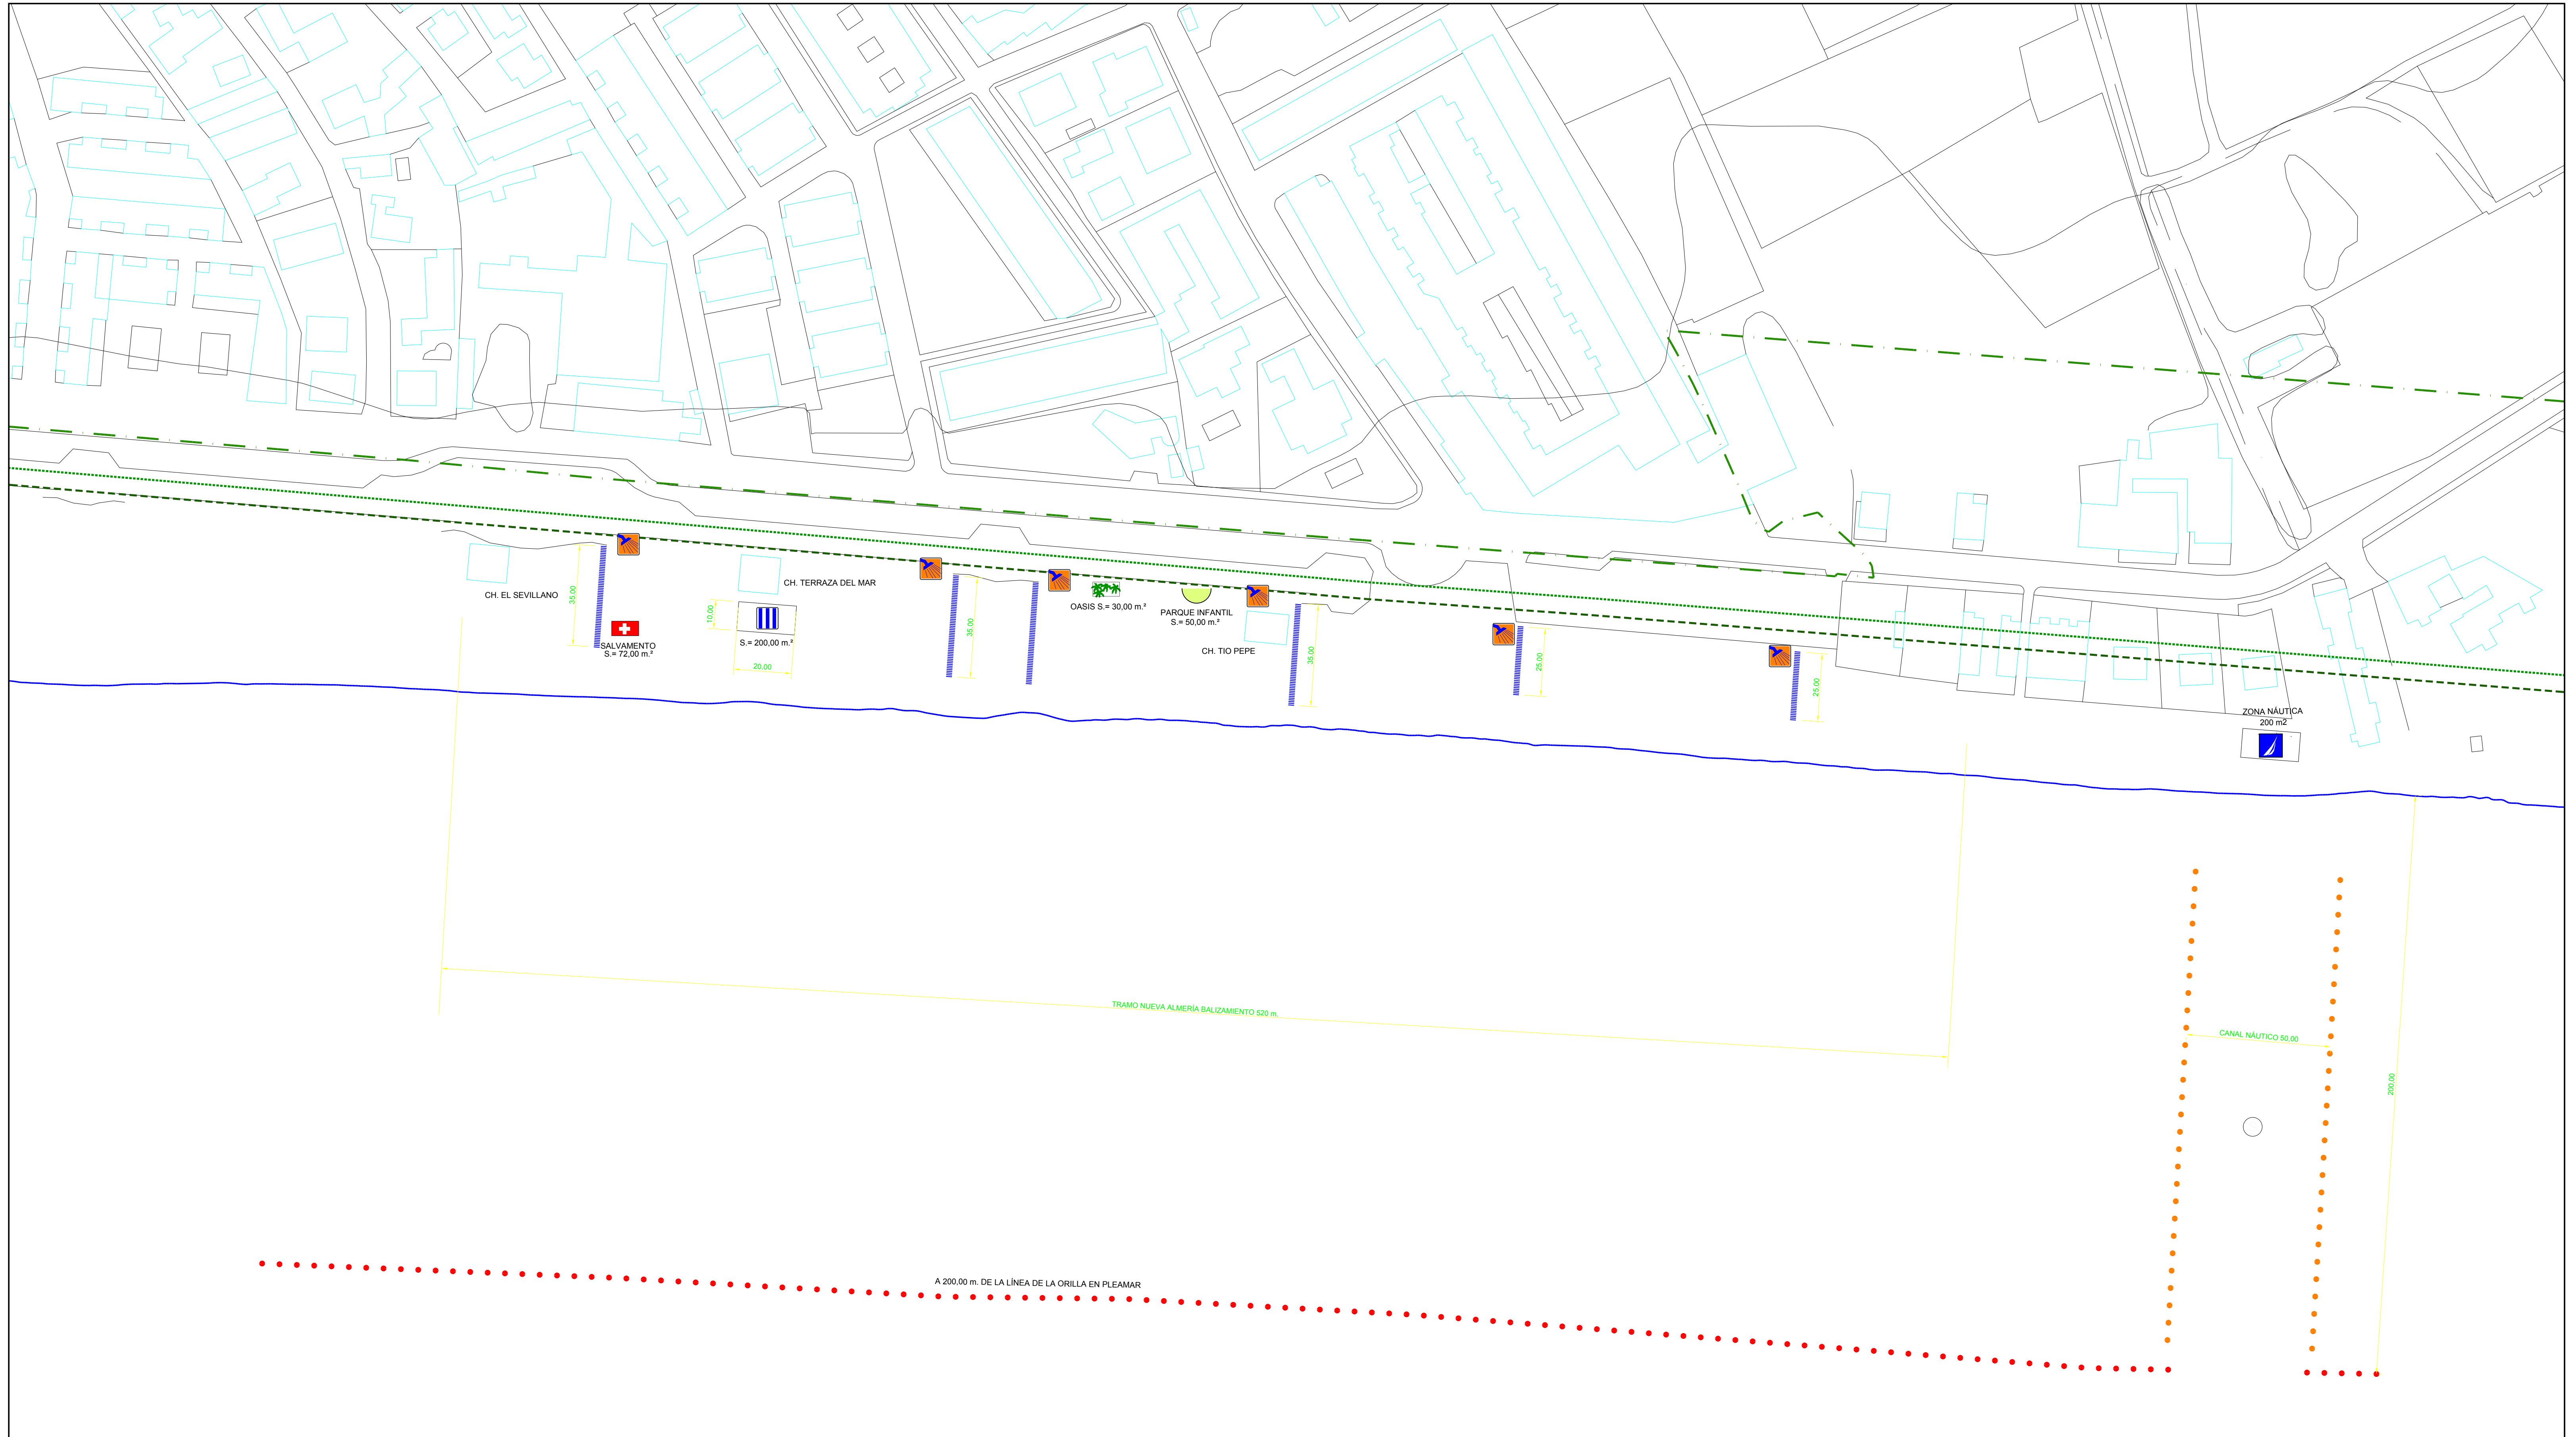 CH. EL SEVILLANO
35.00
SALVAMENTO
S.= 72,00 m.²
CH. TERRAZA DEL MAR
10,00
S.= 200,00 m.²
20.00
35.00
OASIS S.= 30,00 m.²
PARQUE INFANTIL
S.= 50,00 m.²
CH. TIO PEPE
35.00
25.00
25.00
ZONA NÁUTICA
200 m2
TRAMO NUEVA ALMERÍA BALIZAMIENTO 520 m.
CANAL NÁUTICO 50,00
200,00
A 200,00 m. DE LA LÍNEA DE LA ORILLA EN PLEAMAR